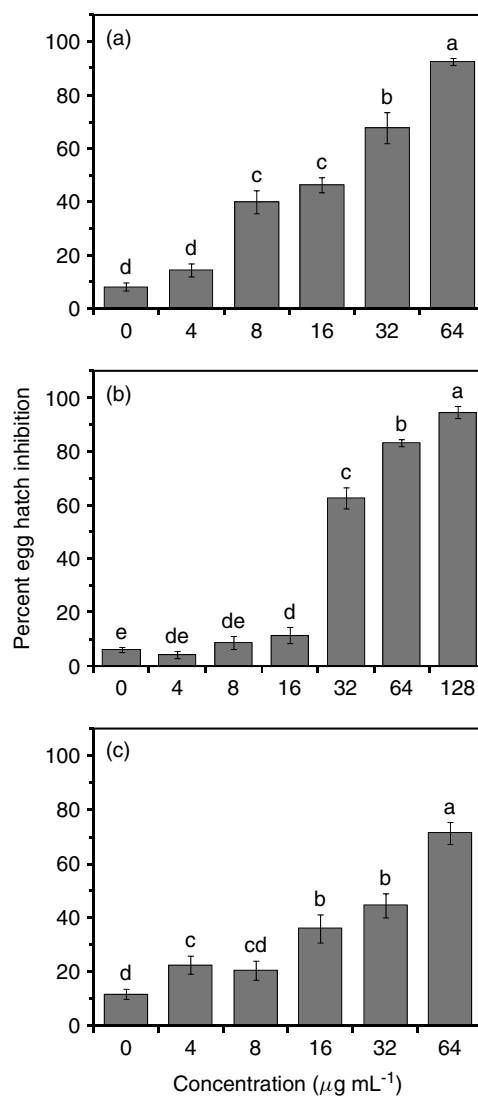 (a)
100
80
60
40
20
0
d
d
c
c
b
a
0 4 8 16 32 64
Percent egg hatch inhibition
(b)
100
80
60
40
20
0
e
de
de
d
c
b
a
0 4 8 16 32 64 128
(c)
100
80
60
40
20
0
d
c
cd
b
b
a
0 4 8 16 32 64
Concentration (μg mL⁻¹)